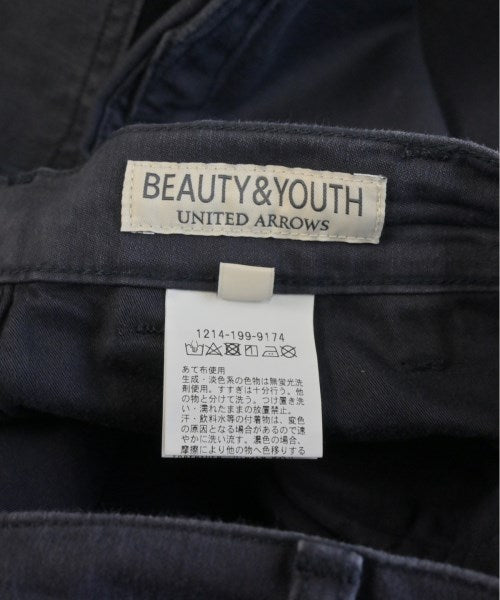 BEAUTY&YOUTH
UNITED ARROWS
1214-199-9174
あて布使用
生成・淡色系の色物は無蛍光洗
剤使用。すすぎは十分行う。他
の物と分けて洗う。つけ置き洗
い・濡れたままの放置禁止。
汗・飲料水等の付着物は、変色
の原因となる場合があるので速
やかに洗い流す。濃色の場合、
摩擦により他の物へ色移りする